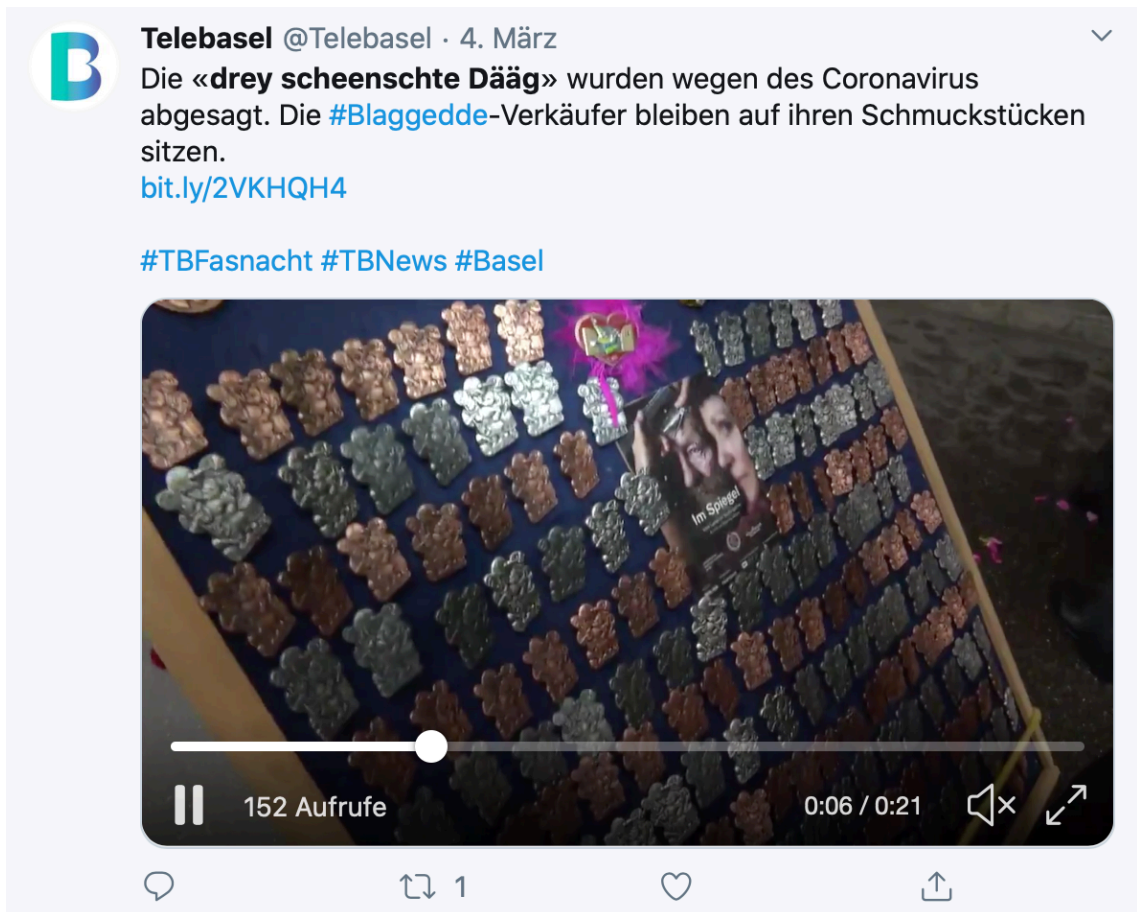 Telebasel @Telebasel · 4. März
Die «drey scheenschte Dääg» wurden wegen des Coronavirus
abgesagt. Die #Blaggedde-Verkäufer bleiben auf ihren Schmuckstücken
sitzen.
bit.ly/2VKHQH4
#TBFasnacht #TBNews #Basel
Im Spiegel
152 Aufrufe
0:06 / 0:21
1